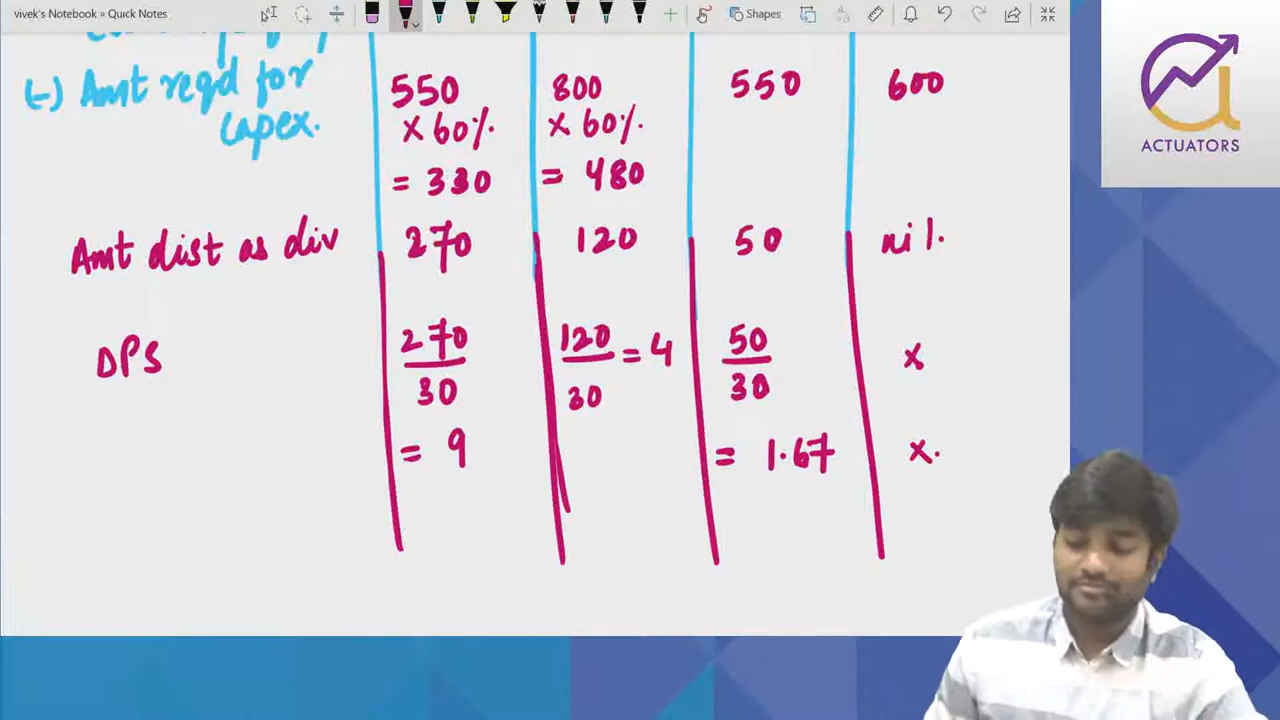 vivek's Notebook » Quick Notes
Shapes
(-) Amt reqd for 550 800 550 600
Capex. x 60% x 60%
= 330 = 480
Amt dist as div 270 120 50 nil.
DPS 270/30 120/30 = 4 50/30 x
= 9 = 1.67 x.
ACTUATORS